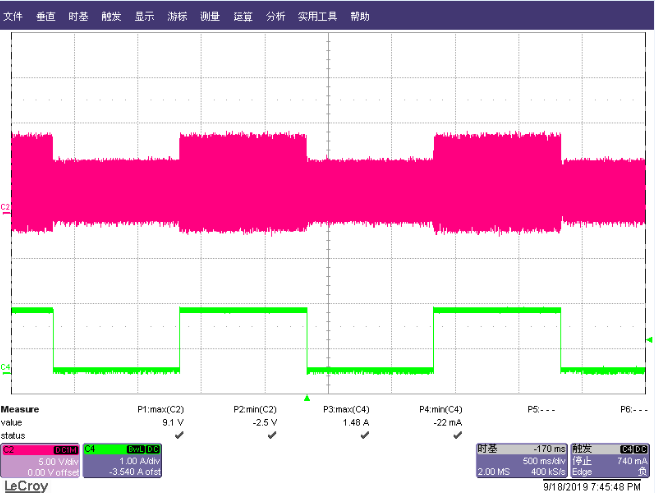 文件 垂直 时基 触发 显示 游标 测量 运算 分析 实用工具 帮助
C2
C4
Measure P1:max(C2) P2:min(C2) P3:max(C4) P4:min(C4) P5:--- P6:---
value 9.1 V -2.5 V 1.48 A -22 mA
status
C2 DC1M C4 BwL DC 时基 -170 ms 触发 C4 DC
5.00 V/div 1.00 A/div 500 ms/div 停止 740 mA
0.00 V offset -3.540 A ofst 2.00 MS 400 kS/s Edge 负
LeCroy 9/18/2019 7:45:48 PM